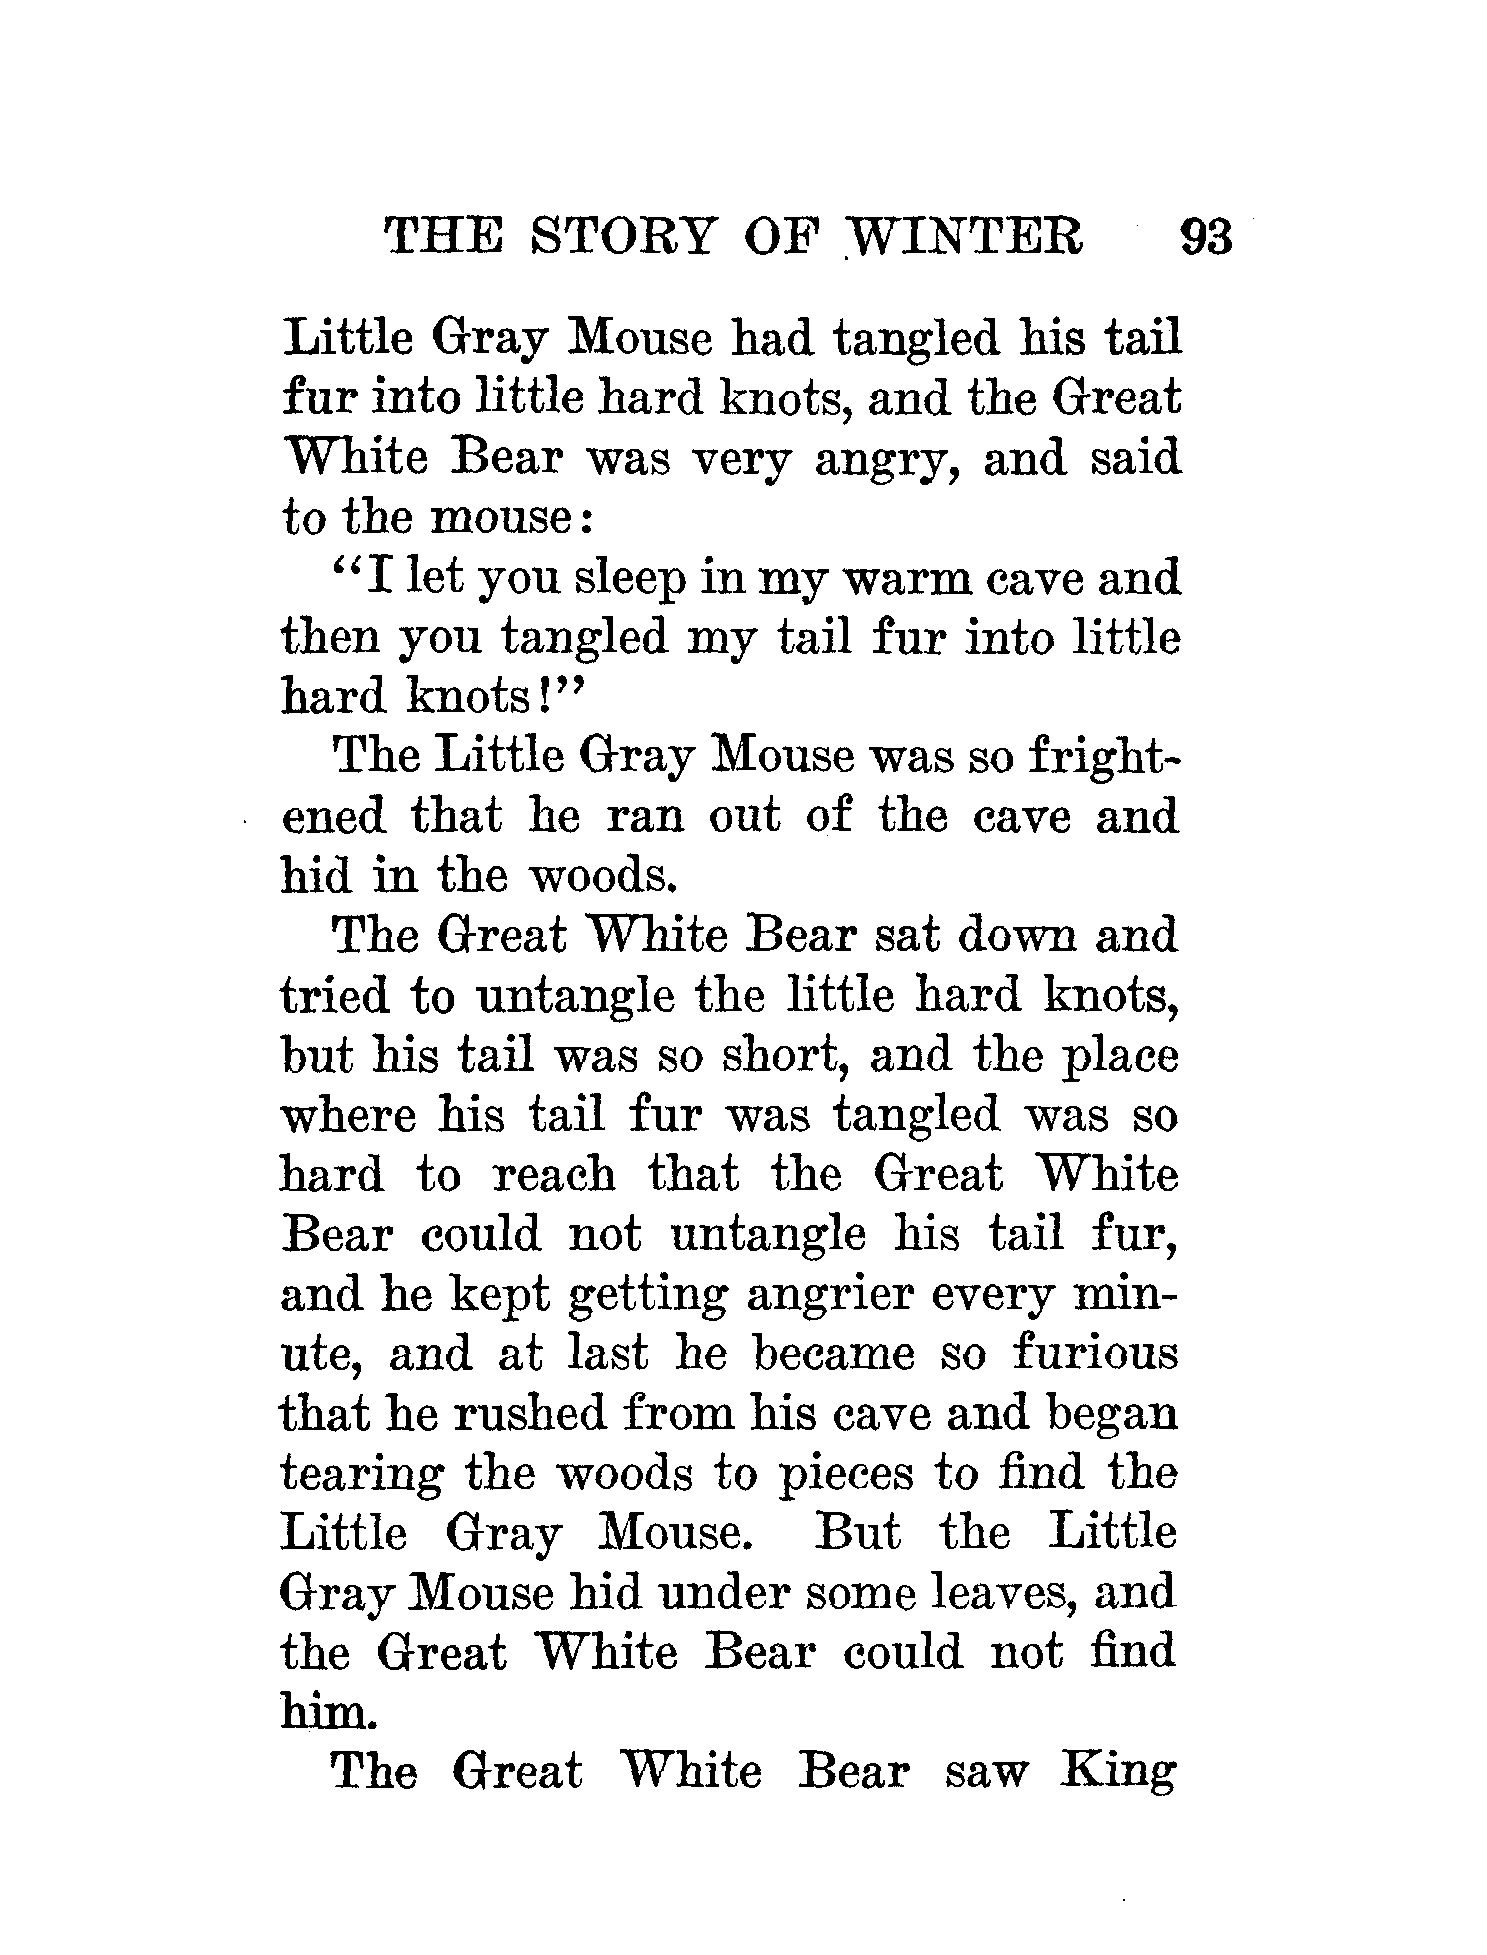 THE STORY OF WINTER 93
Little Gray Mouse had tangled his tail
fur into little hard knots, and the Great
White Bear was very angry, and said
to the mouse:
“I let you sleep in my warm cave and
then you tangled my tail fur into little
hard knots!”
The Little Gray Mouse was so fright-
ened that he ran out of the cave and
hid in the woods.
The Great White Bear sat down and
tried to untangle the little hard knots,
but his tail was so short, and the place
where his tail fur was tangled was so
hard to reach that the Great White
Bear could not untangle his tail fur,
and he kept getting angrier every min-
ute, and at last he became so furious
that he rushed from his cave and began
tearing the woods to pieces to find the
Little Gray Mouse. But the Little
Gray Mouse hid under some leaves, and
the Great White Bear could not find
him.
The Great White Bear saw King